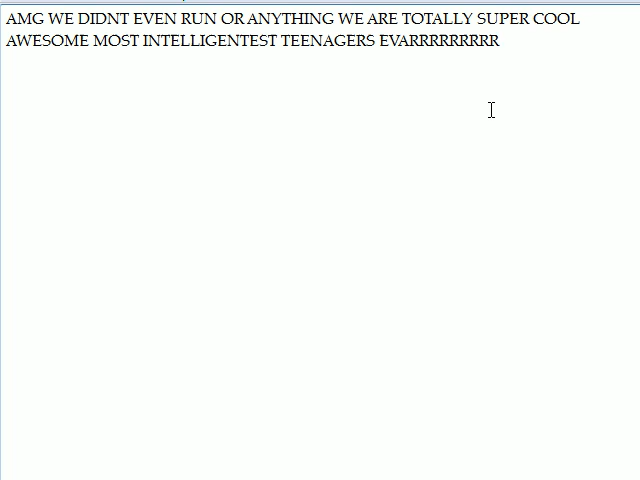 AMG WE DIDNT EVEN RUN OR ANYTHING WE ARE TOTALLY SUPER COOL
AWESOME MOST INTELLIGENTEST TEENAGERS EVARRRRRRRRR